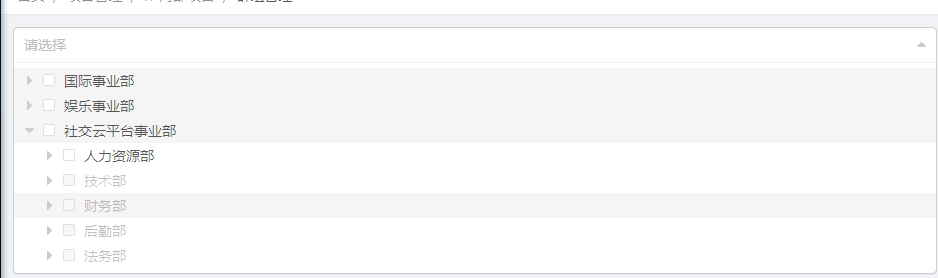 请选择
国际事业部
娱乐事业部
社交云平台事业部
人力资源部
技术部
财务部
后勤部
法务部